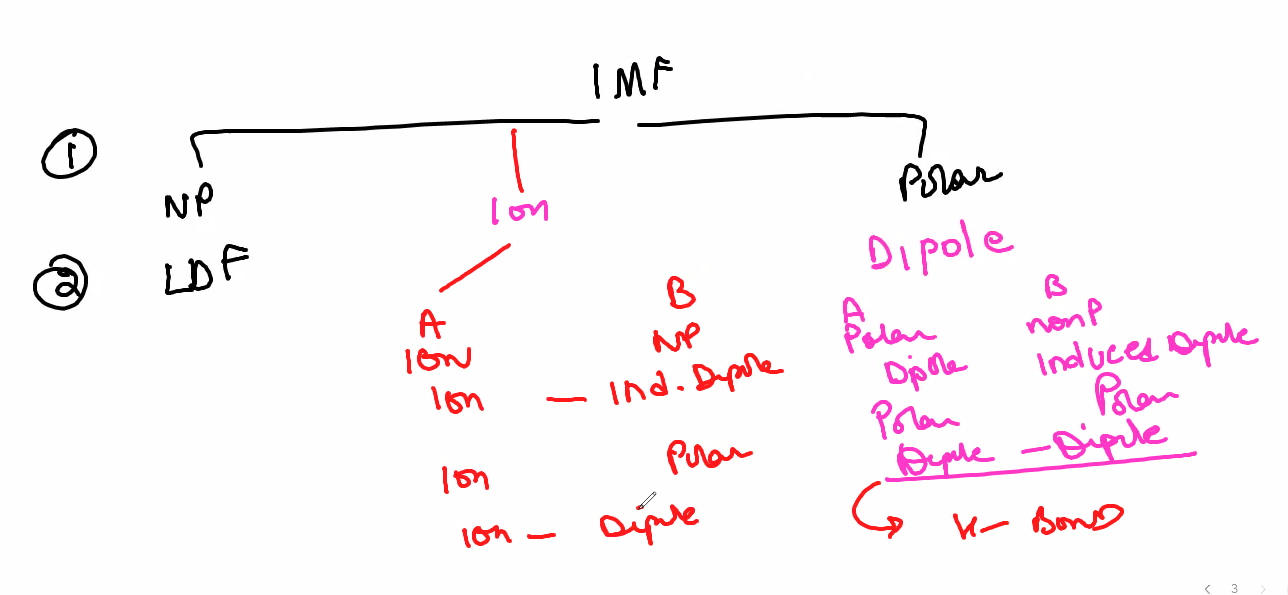 IMF
1
NP
Ion
Polar
2
LDF
Dipole
A
B
Ion
NP
Ion — Ind. Dipole
Ion
Polar
Ion — Dipole
A
B
Polar
nonP
Dipole
Induces Dipole
Polar
Polar
Dipole — Dipole
H — Bond
3